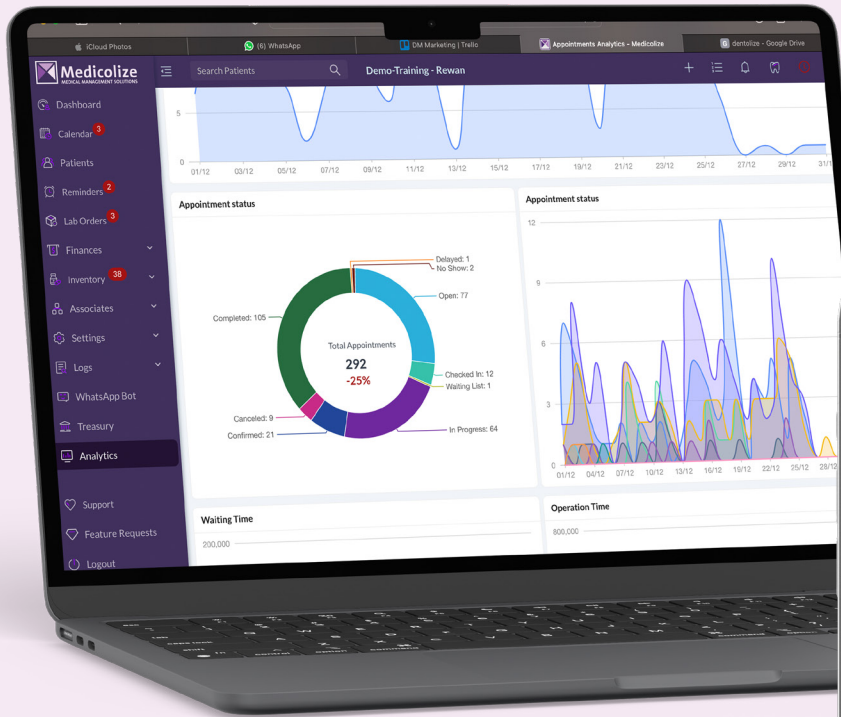 iCloud Photos
(6) WhatsApp
DM Marketing | Trello
Appointments Analytics – Medicolize
dentolize - Google Drive
Medicolize
MEDICAL MANAGEMENT SOLUTIONS
Search Patients
Demo-Training - Rewan
Dashboard
Calendar 3
Patients
Reminders 2
Lab Orders 3
Finances
Inventory 38
Associates
Settings
Logs
WhatsApp Bot
Treasury
Analytics
Support
Feature Requests
Logout
5
0
01/12 03/12 05/12 07/12 09/12 11/12 13/12 15/12 17/12 19/12 21/12 23/12 25/12 27/12 29/12 31/1
Appointment status
Delayed: 1
No Show: 2
Open: 77
Completed: 105
Total Appointments
292
-25%
Checked In: 12
Waiting List: 1
Canceled: 9
Confirmed: 21
In Progress: 64
Appointment status
12
9
6
3
0
01/12 04/12 07/12 10/12 13/12 16/12 19/12 22/12 25/12 28/12
Waiting Time
200,000
Operation Time
800,000
control
option
command